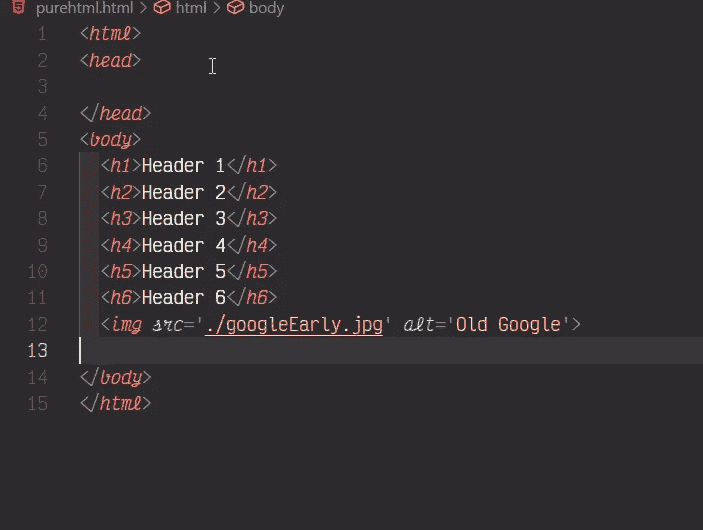 purehtml.html > html > body
1 <html>
2 <head>
3
4 </head>
5 <body>
6 <h1>Header 1</h1>
7 <h2>Header 2</h2>
8 <h3>Header 3</h3>
9 <h4>Header 4</h4>
10 <h5>Header 5</h5>
11 <h6>Header 6</h6>
12 <img src='./googleEarly.jpg' alt='Old Google'>
13
14 </body>
15 </html>